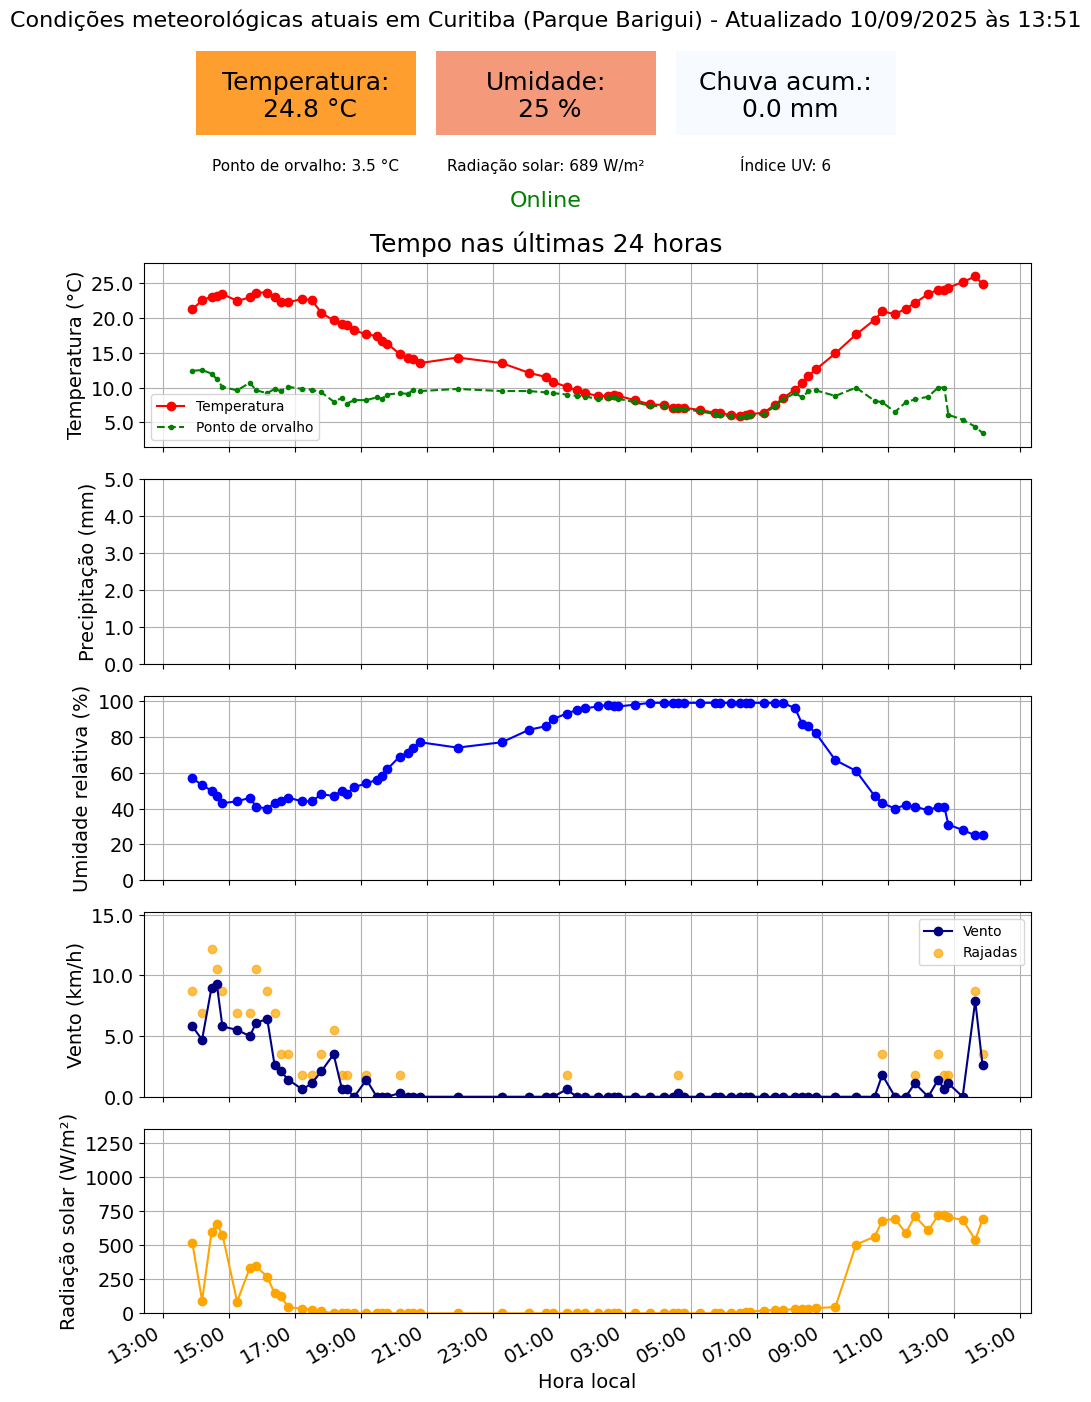 Condições meteorológicas atuais em Curitiba (Parque Barigui) - Atualizado 10/09/2025 às 13:51
Temperatura:
24.8 °C
Umidade:
25 %
Chuva acum.:
0.0 mm
Ponto de orvalho: 3.5 °C
Radiação solar: 689 W/m²
Índice UV: 6
Online
Tempo nas últimas 24 horas
Temperatura (°C)
25.0
20.0
15.0
10.0
5.0
Temperatura
Ponto de orvalho
Precipitação (mm)
5.0
4.0
3.0
2.0
1.0
0.0
Umidade relativa (%)
100
80
60
40
20
0
Vento (km/h)
15.0
10.0
5.0
0.0
Vento
Rajadas
Radiação solar (W/m²)
1250
1000
750
500
250
0
13:00
15:00
17:00
19:00
21:00
23:00
01:00
03:00
05:00
07:00
09:00
11:00
13:00
15:00
Hora local